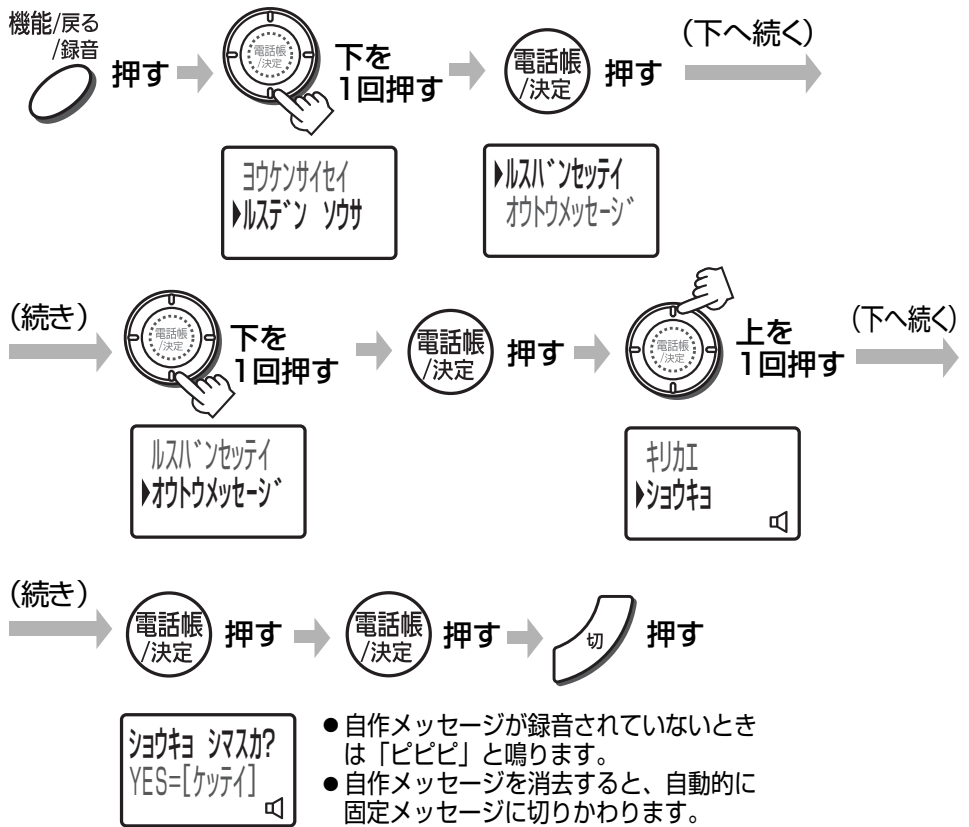 機能/戻る
/録音
押す
電話帳
/決定
下を
1回押す
電話帳
/決定
押す
(下へ続く)
ヨウケンサイセイ
▶ルスデン ソウサ
▶ルスバンセッテイ
オウトウメッセージ
(続き)
電話帳
/決定
下を
1回押す
電話帳
/決定
押す
電話帳
/決定
上を
1回押す
(下へ続く)
ルスバンセッテイ
▶オウトウメッセージ
キリカエ
▶ショウキョ
(続き)
電話帳
/決定
押す
電話帳
/決定
押す
切
押す
ショウキョ シマスカ?
YES=[ケッテイ]
●自作メッセージが録音されていないとき
は「ピピピ」と鳴ります。
●自作メッセージを消去すると、自動的に
固定メッセージに切りかわります。